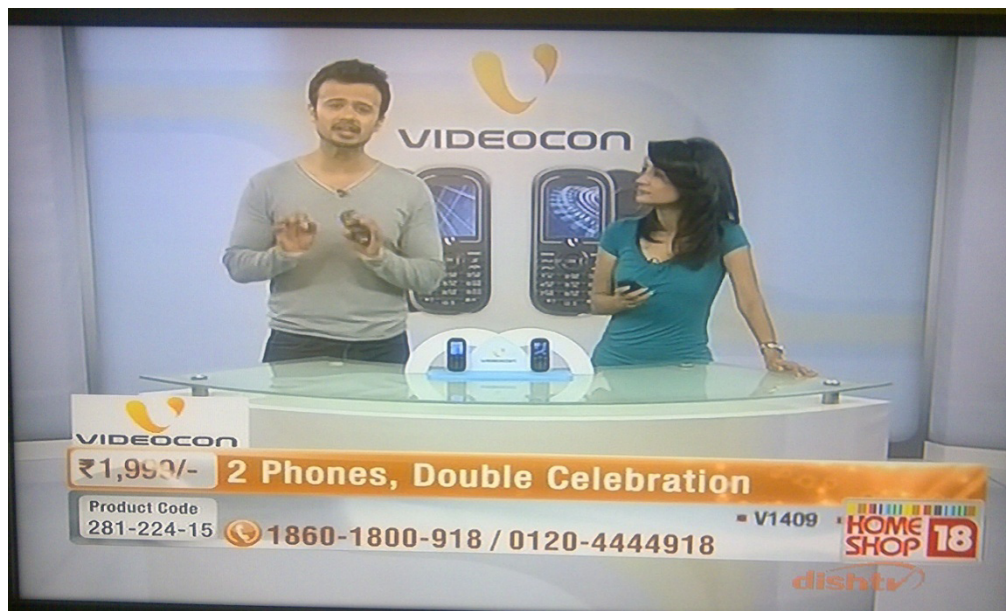 VIDEOCON
VIDEOCON
VIDEOCON
₹1,999/- 2 Phones, Double Celebration
Product Code
281-224-15
1860-1800-918 / 0120-4444918
V1409
HOME SHOP 18
dishtv